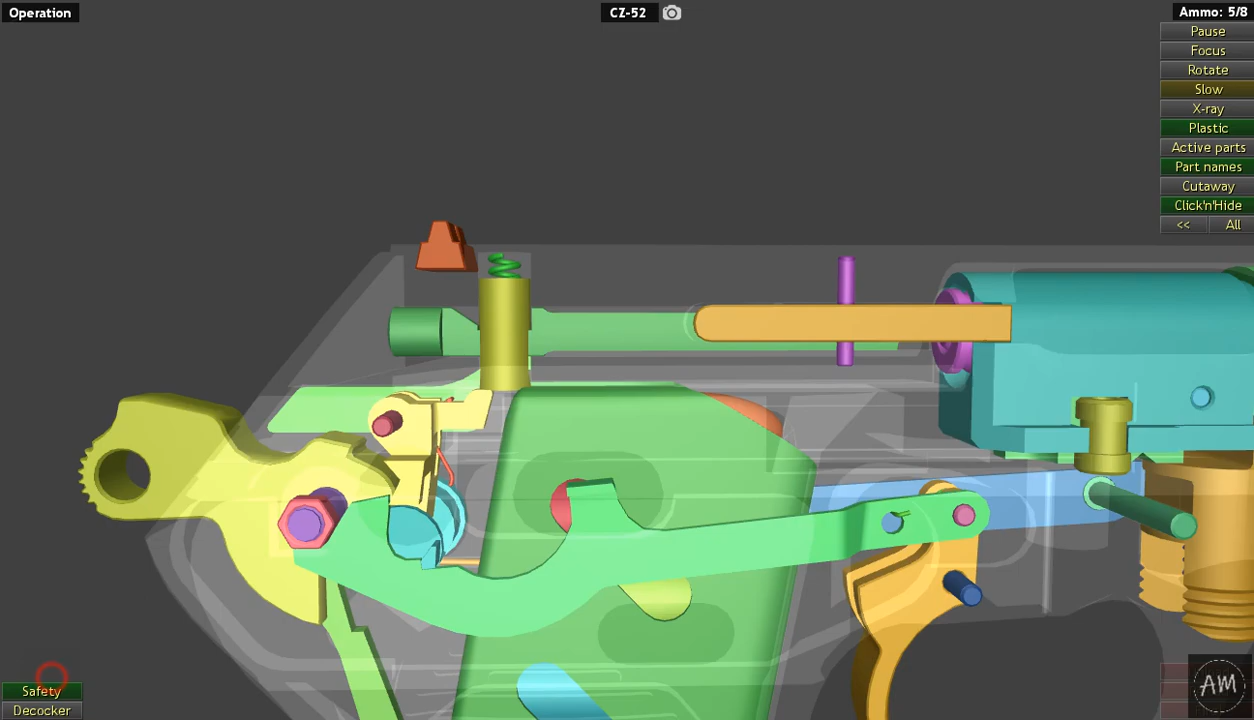 Operation
CZ-52
Ammo: 5/8
Pause
Focus
Rotate
Slow
X-ray
Plastic
Active parts
Part names
Cutaway
Click'n'Hide
<< All
Safety
Decocker
AM